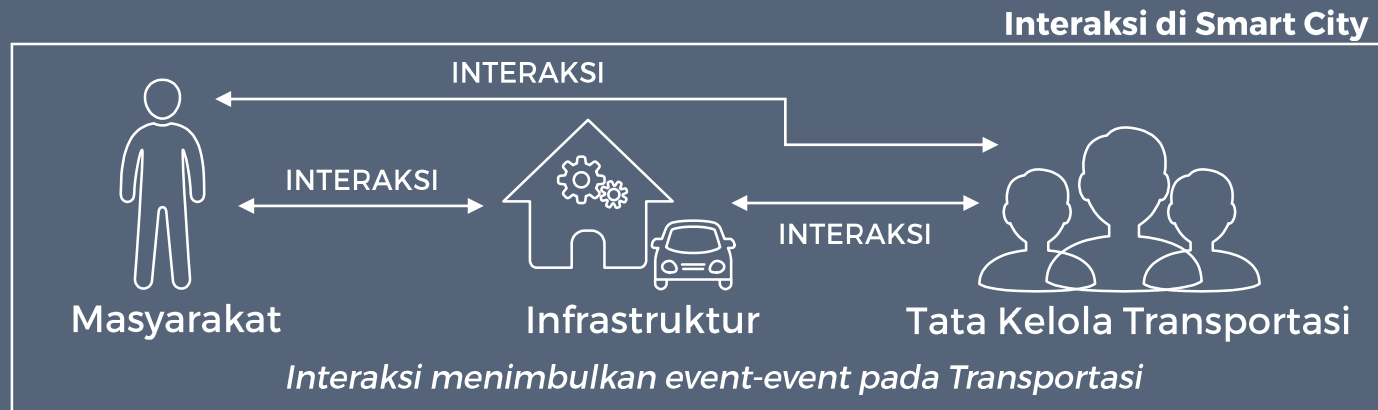 Interaksi di Smart City
INTERAKSI
INTERAKSI
INTERAKSI
Masyarakat
Infrastruktur
Tata Kelola Transportasi
Interaksi menimbulkan event-event pada Transportasi